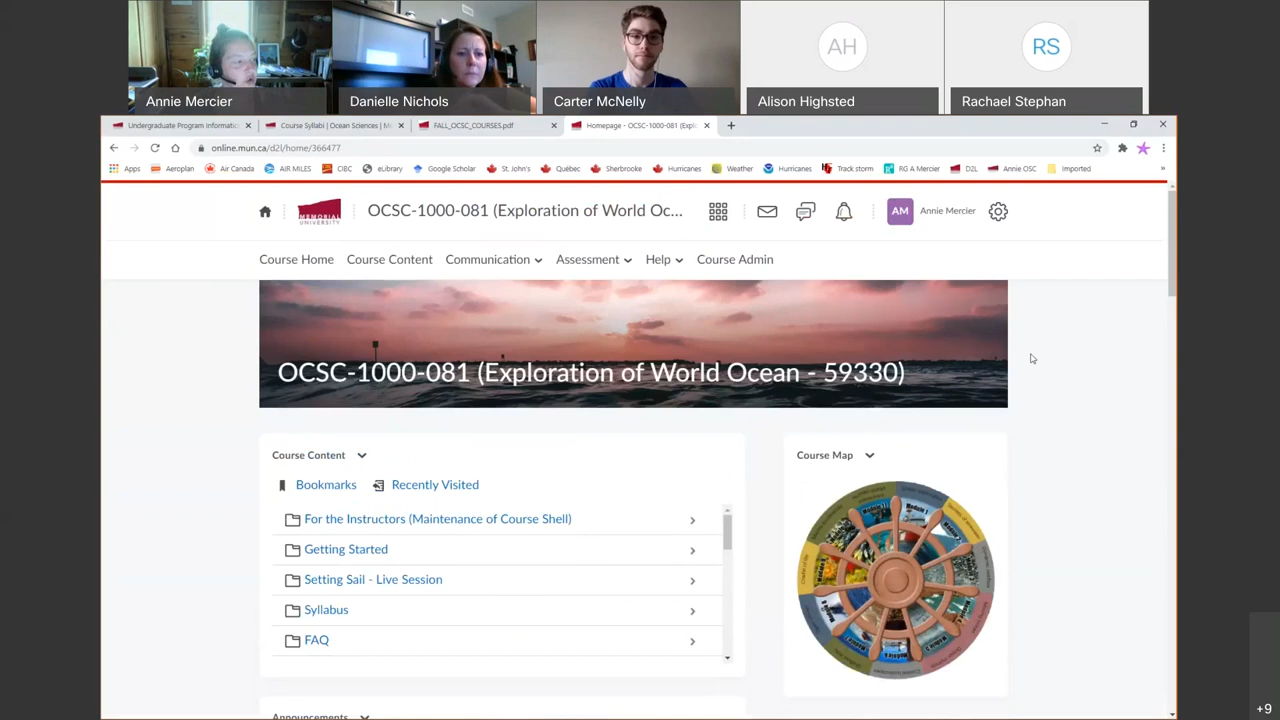 AH
RS
Annie Mercier
Danielle Nichols
Carter McNelly
Alison Highsted
Rachael Stephan
Undergraduate Program Informati
Course Syllabi | Ocean Sciences | M
FALL_OCSC_COURSES.pdf
Homepage - OCSC-1000-081 (Expl
online.mun.ca/d2l/home/366477
Apps
Aeroplan
Air Canada
AIR MILES
CIBC
eLibrary
Google Scholar
St. John's
Québec
Sherbrooke
Hurricanes
Weather
Hurricanes
Track storm
RG A Mercier
D2L
Annie OSC
Imported
»
MEMORIAL
UNIVERSITY
OCSC-1000-081 (Exploration of World Oc...
AM
Annie Mercier
Course Home
Course Content
Communication
Assessment
Help
Course Admin
OCSC-1000-081 (Exploration of World Ocean - 59330)
Course Content
Course Map
Bookmarks
Recently Visited
For the Instructors (Maintenance of Course Shell)
Getting Started
Setting Sail - Live Session
Syllabus
FAQ
Announcements
+9